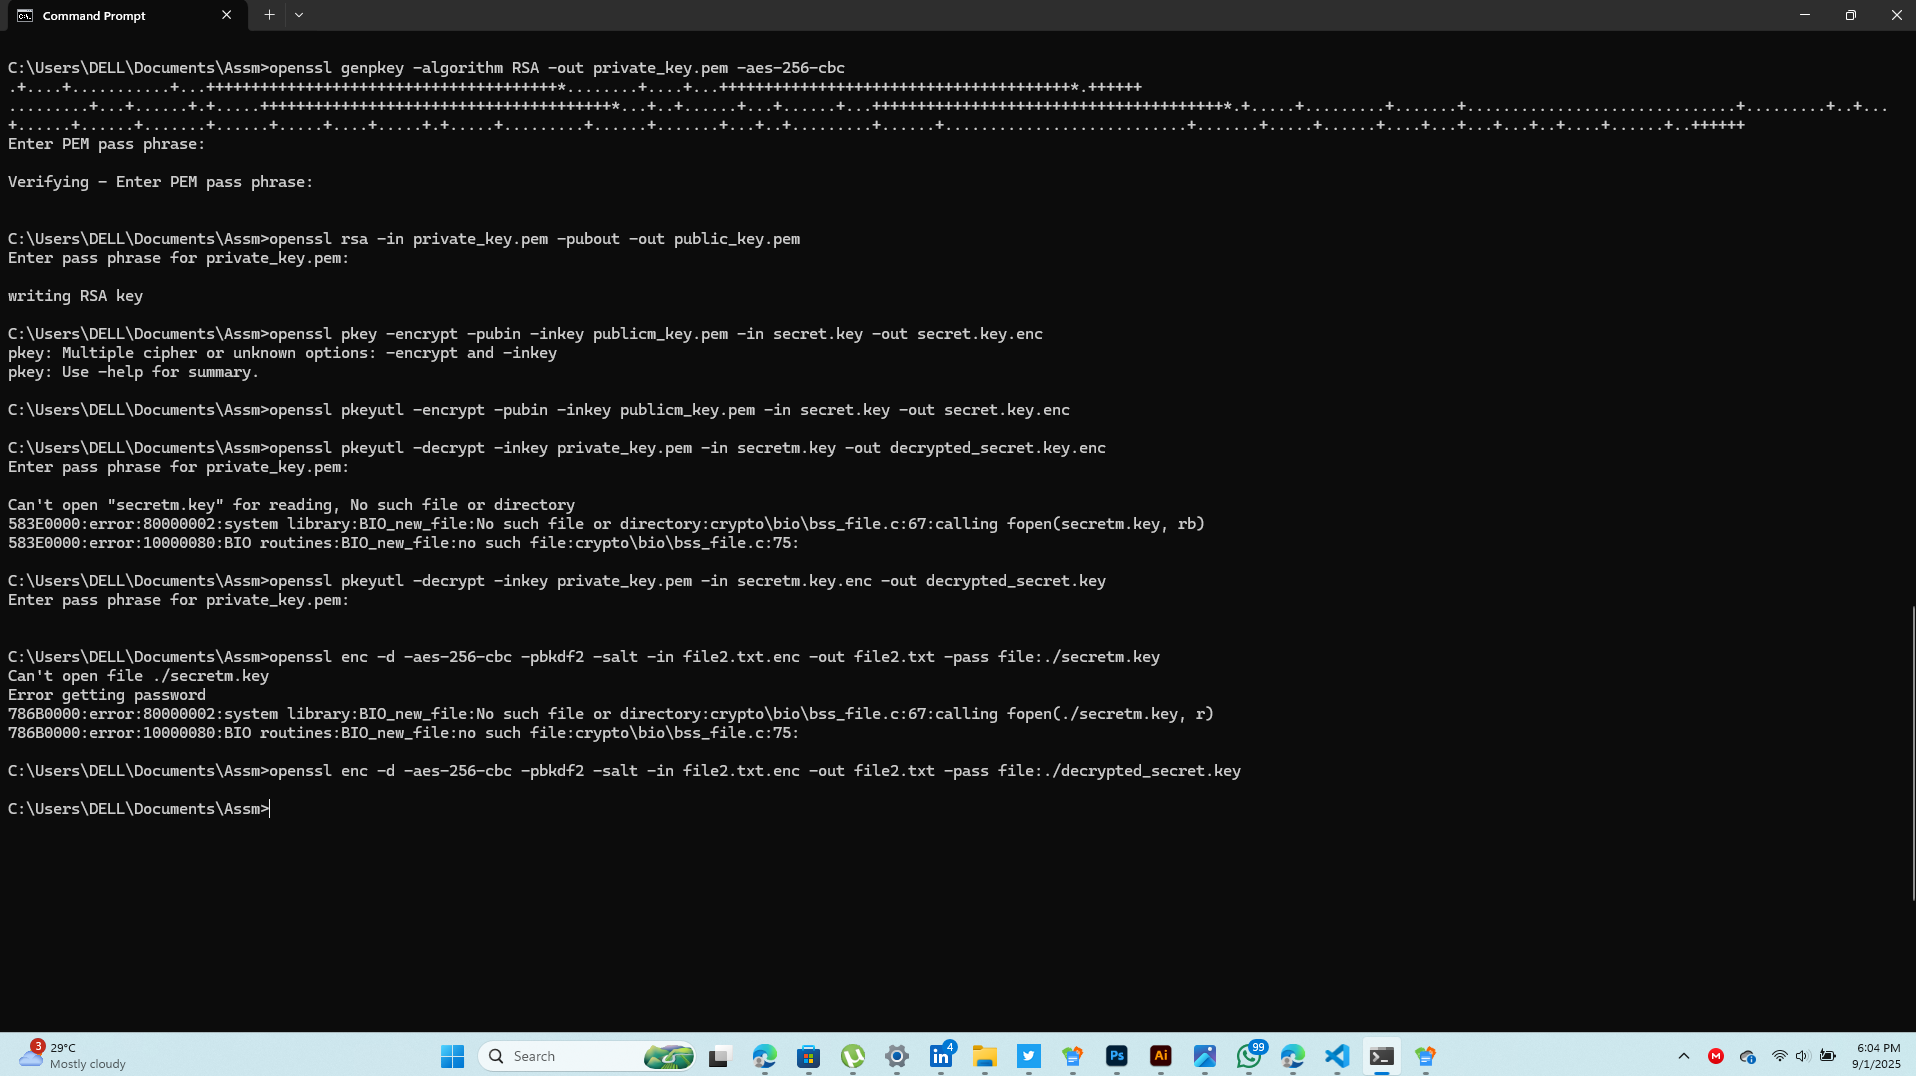 Command Prompt
C:\Users\DELL\Documents\Assm>openssl genpkey -algorithm RSA -out private_key.pem -aes-256-cbc
Enter PEM pass phrase:
Verifying - Enter PEM pass phrase:
C:\Users\DELL\Documents\Assm>openssl rsa -in private_key.pem -pubout -out public_key.pem
Enter pass phrase for private_key.pem:
writing RSA key
C:\Users\DELL\Documents\Assm>openssl pkey -encrypt -pubin -inkey publicm_key.pem -in secret.key -out secret.key.enc
pkey: Multiple cipher or unknown options: -encrypt and -inkey
pkey: Use -help for summary.
C:\Users\DELL\Documents\Assm>openssl pkeyutl -encrypt -pubin -inkey publicm_key.pem -in secret.key -out secret.key.enc
C:\Users\DELL\Documents\Assm>openssl pkeyutl -decrypt -inkey private_key.pem -in secretm.key -out decrypted_secret.key.enc
Enter pass phrase for private_key.pem:
Can't open "secretm.key" for reading, No such file or directory
583E0000:error:80000002:system library:BIO_new_file:No such file or directory:crypto\bio\bss_file.c:67:calling fopen(secretm.key, rb)
583E0000:error:10000080:BIO routines:BIO_new_file:no such file:crypto\bio\bss_file.c:75:
C:\Users\DELL\Documents\Assm>openssl pkeyutl -decrypt -inkey private_key.pem -in secretm.key.enc -out decrypted_secret.key
Enter pass phrase for private_key.pem:
C:\Users\DELL\Documents\Assm>openssl enc -d -aes-256-cbc -pbkdf2 -salt -in file2.txt.enc -out file2.txt -pass file:./secretm.key
Can't open file ./secretm.key
Error getting password
786B0000:error:80000002:system library:BIO_new_file:No such file or directory:crypto\bio\bss_file.c:67:calling fopen(./secretm.key, r)
786B0000:error:10000080:BIO routines:BIO_new_file:no such file:crypto\bio\bss_file.c:75:
C:\Users\DELL\Documents\Assm>openssl enc -d -aes-256-cbc -pbkdf2 -salt -in file2.txt.enc -out file2.txt -pass file:./decrypted_secret.key
C:\Users\DELL\Documents\Assm>
3
29°C
Mostly cloudy
Search
in
4
Ps
Ai
99
M
6:04 PM
9/1/2025